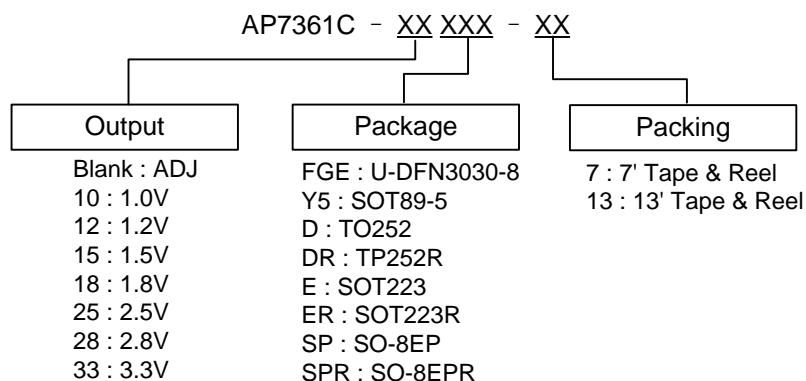 AP7361C - XX XXX - XX
Output
Package
Packing
Blank : ADJ
10 : 1.0V
12 : 1.2V
15 : 1.5V
18 : 1.8V
25 : 2.5V
28 : 2.8V
33 : 3.3V
FGE : U-DFN3030-8
Y5 : SOT89-5
D : TO252
DR : TP252R
E : SOT223
ER : SOT223R
SP : SO-8EP
SPR : SO-8EPR
7 : 7' Tape & Reel
13 : 13' Tape & Reel